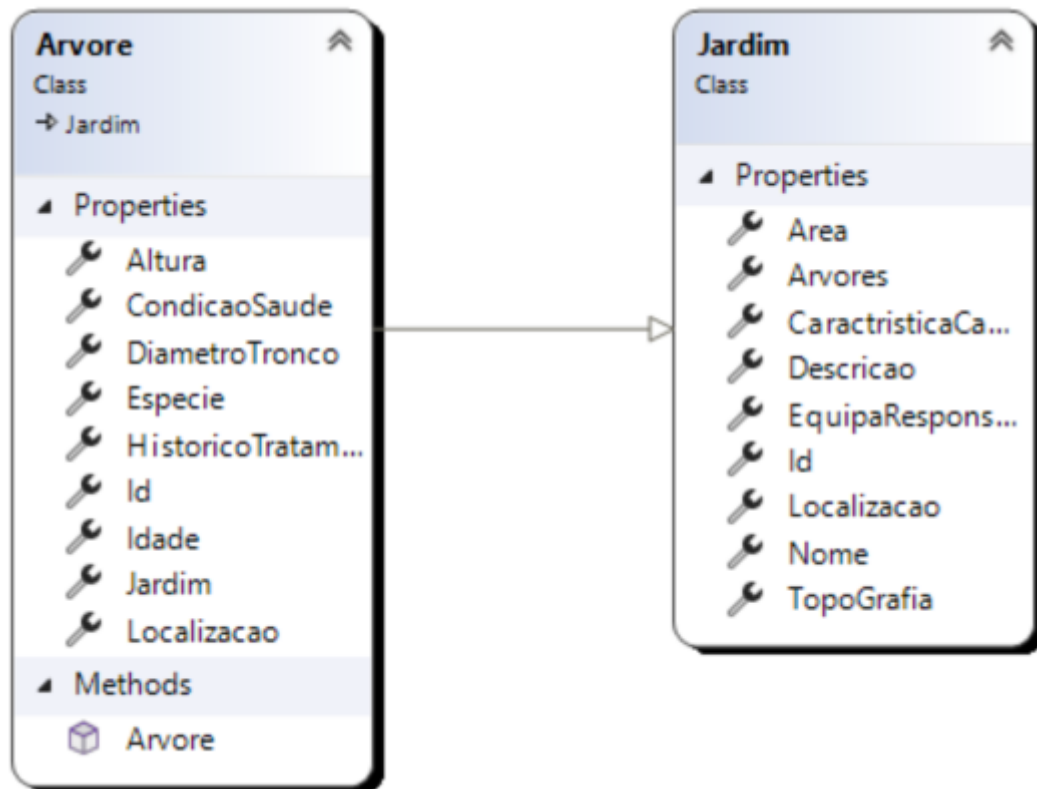 Arvore
Class
Jardim
Properties
Altura
CondicaoSaude
DiametroTronco
Especie
HistoricoTratam...
Id
Idade
Jardim
Localizacao
Methods
Arvore
Jardim
Class
Properties
Area
Arvores
CaractristicaCa...
Descricao
EquipaRespons...
Id
Localizacao
Nome
TopoGrafia